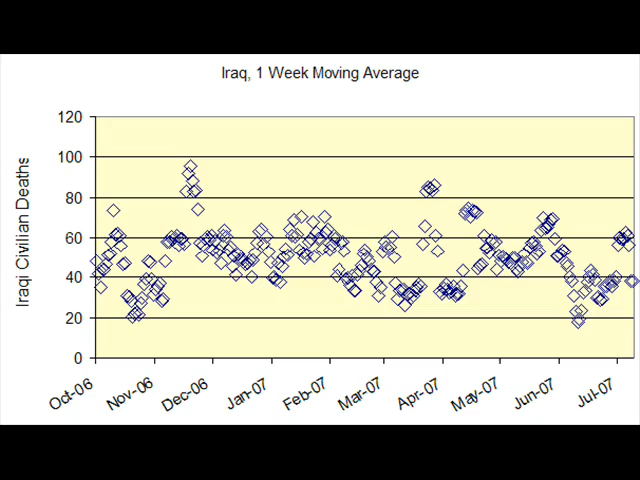 Iraq, 1 Week Moving Average
Iraqi Civilian Deaths
120
100
80
60
40
20
0
Oct-06
Nov-06
Dec-06
Jan-07
Feb-07
Mar-07
Apr-07
May-07
Jun-07
Jul-07